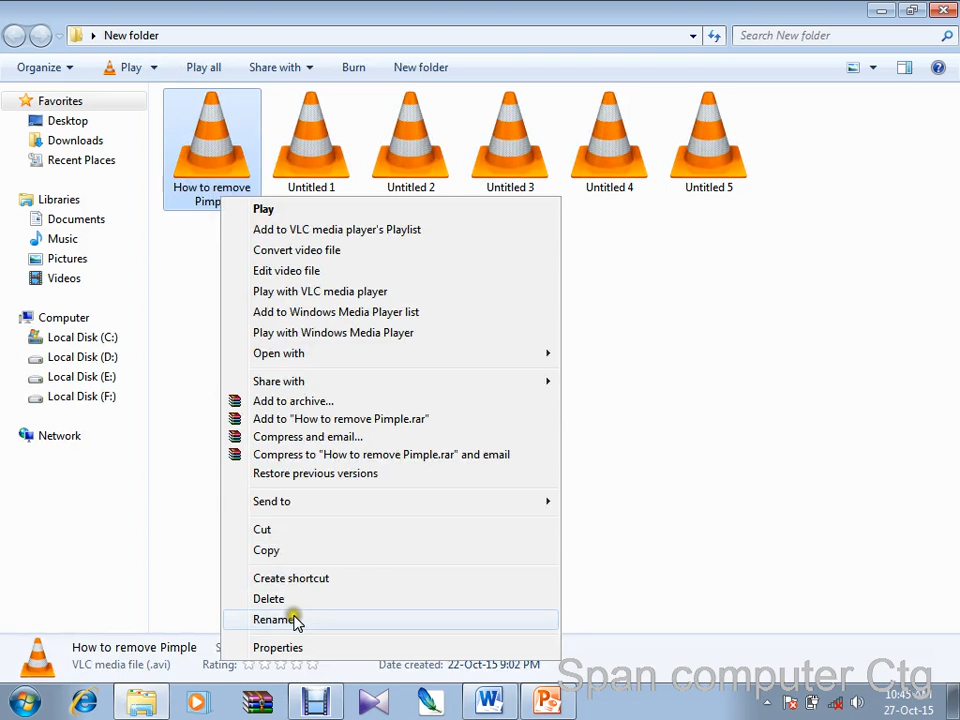 New folder
Search New folder
Organize Play Play all Share with Burn New folder
Favorites
Desktop
Downloads
Recent Places
Libraries
Documents
Music
Pictures
Videos
Computer
Local Disk (C:)
Local Disk (D:)
Local Disk (E:)
Local Disk (F:)
Network
How to remove Untitled 1 Untitled 2 Untitled 3 Untitled 4 Untitled 5
Play
Add to VLC media player's Playlist
Convert video file
Edit video file
Play with VLC media player
Add to Windows Media Player list
Play with Windows Media Player
Open with
Share with
Add to archive...
Add to "How to remove Pimple.rar"
Compress and email...
Compress to "How to remove Pimple.rar" and email
Restore previous versions
Send to
Cut
Copy
Create shortcut
Delete
Rename
Properties
How to remove Pimple
VLC media file (.avi) Rating: Date created: 22-Oct-15 9:02 PM
Span computer Ctg
10:45 AM
27-Oct-15